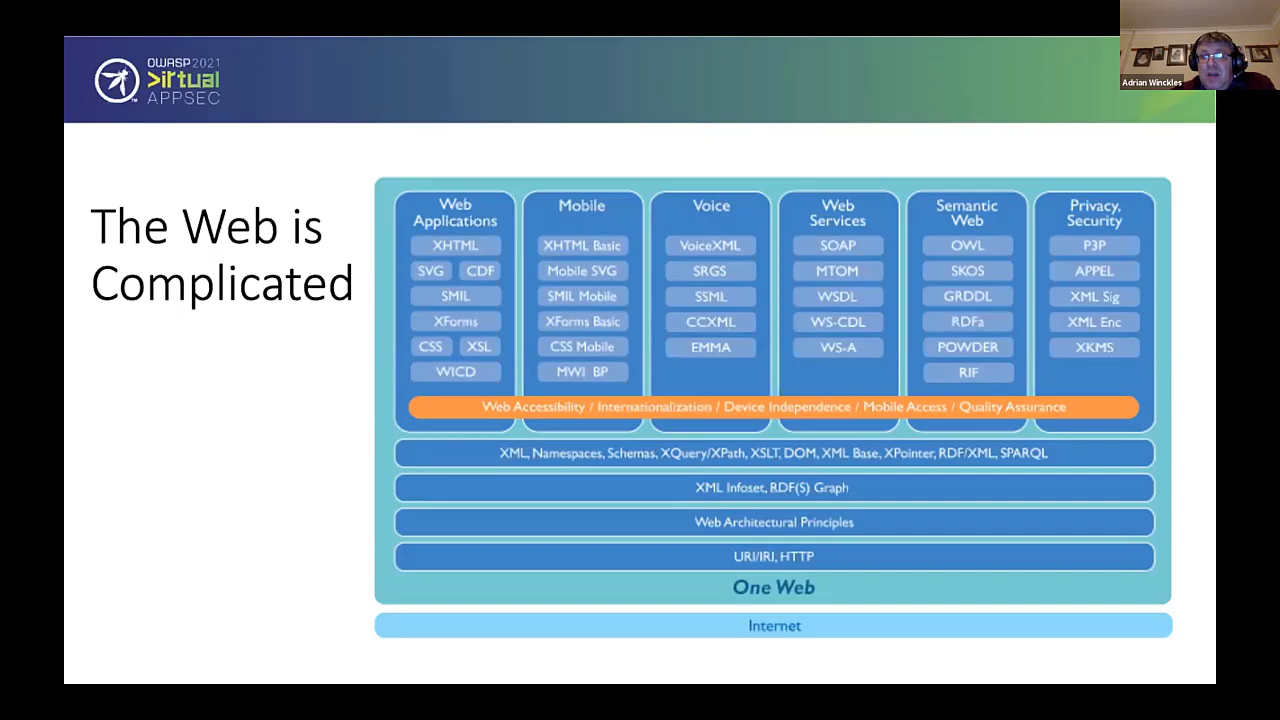 OWASP 2021
Virtual
APPSEC
Adrian Winckles
The Web is
Complicated
Web
Applications
XHTML
SVG CDF
SMIL
XForms
CSS XSL
WICD
Mobile
XHTML Basic
Mobile SVG
SMIL Mobile
XForms Basic
CSS Mobile
MWI BP
Voice
VoiceXML
SRGS
SSML
CCXML
EMMA
Web
Services
SOAP
MTOM
WSDL
WS-CDL
WS-A
Semantic
Web
OWL
SKOS
GRDDL
RDFa
POWDER
RIF
Privacy,
Security
P3P
APPEL
XML Sig
XML Enc
XKMS
Web Accessibility / Internationalization / Device Independence / Mobile Access / Quality Assurance
XML, Namespaces, Schemas, XQuery/XPath, XSLT, DOM, XML Base, XPointer, RDF/XML, SPARQL
XML Infoset, RDF(S) Graph
Web Architectural Principles
URI/IRI, HTTP
One Web
Internet